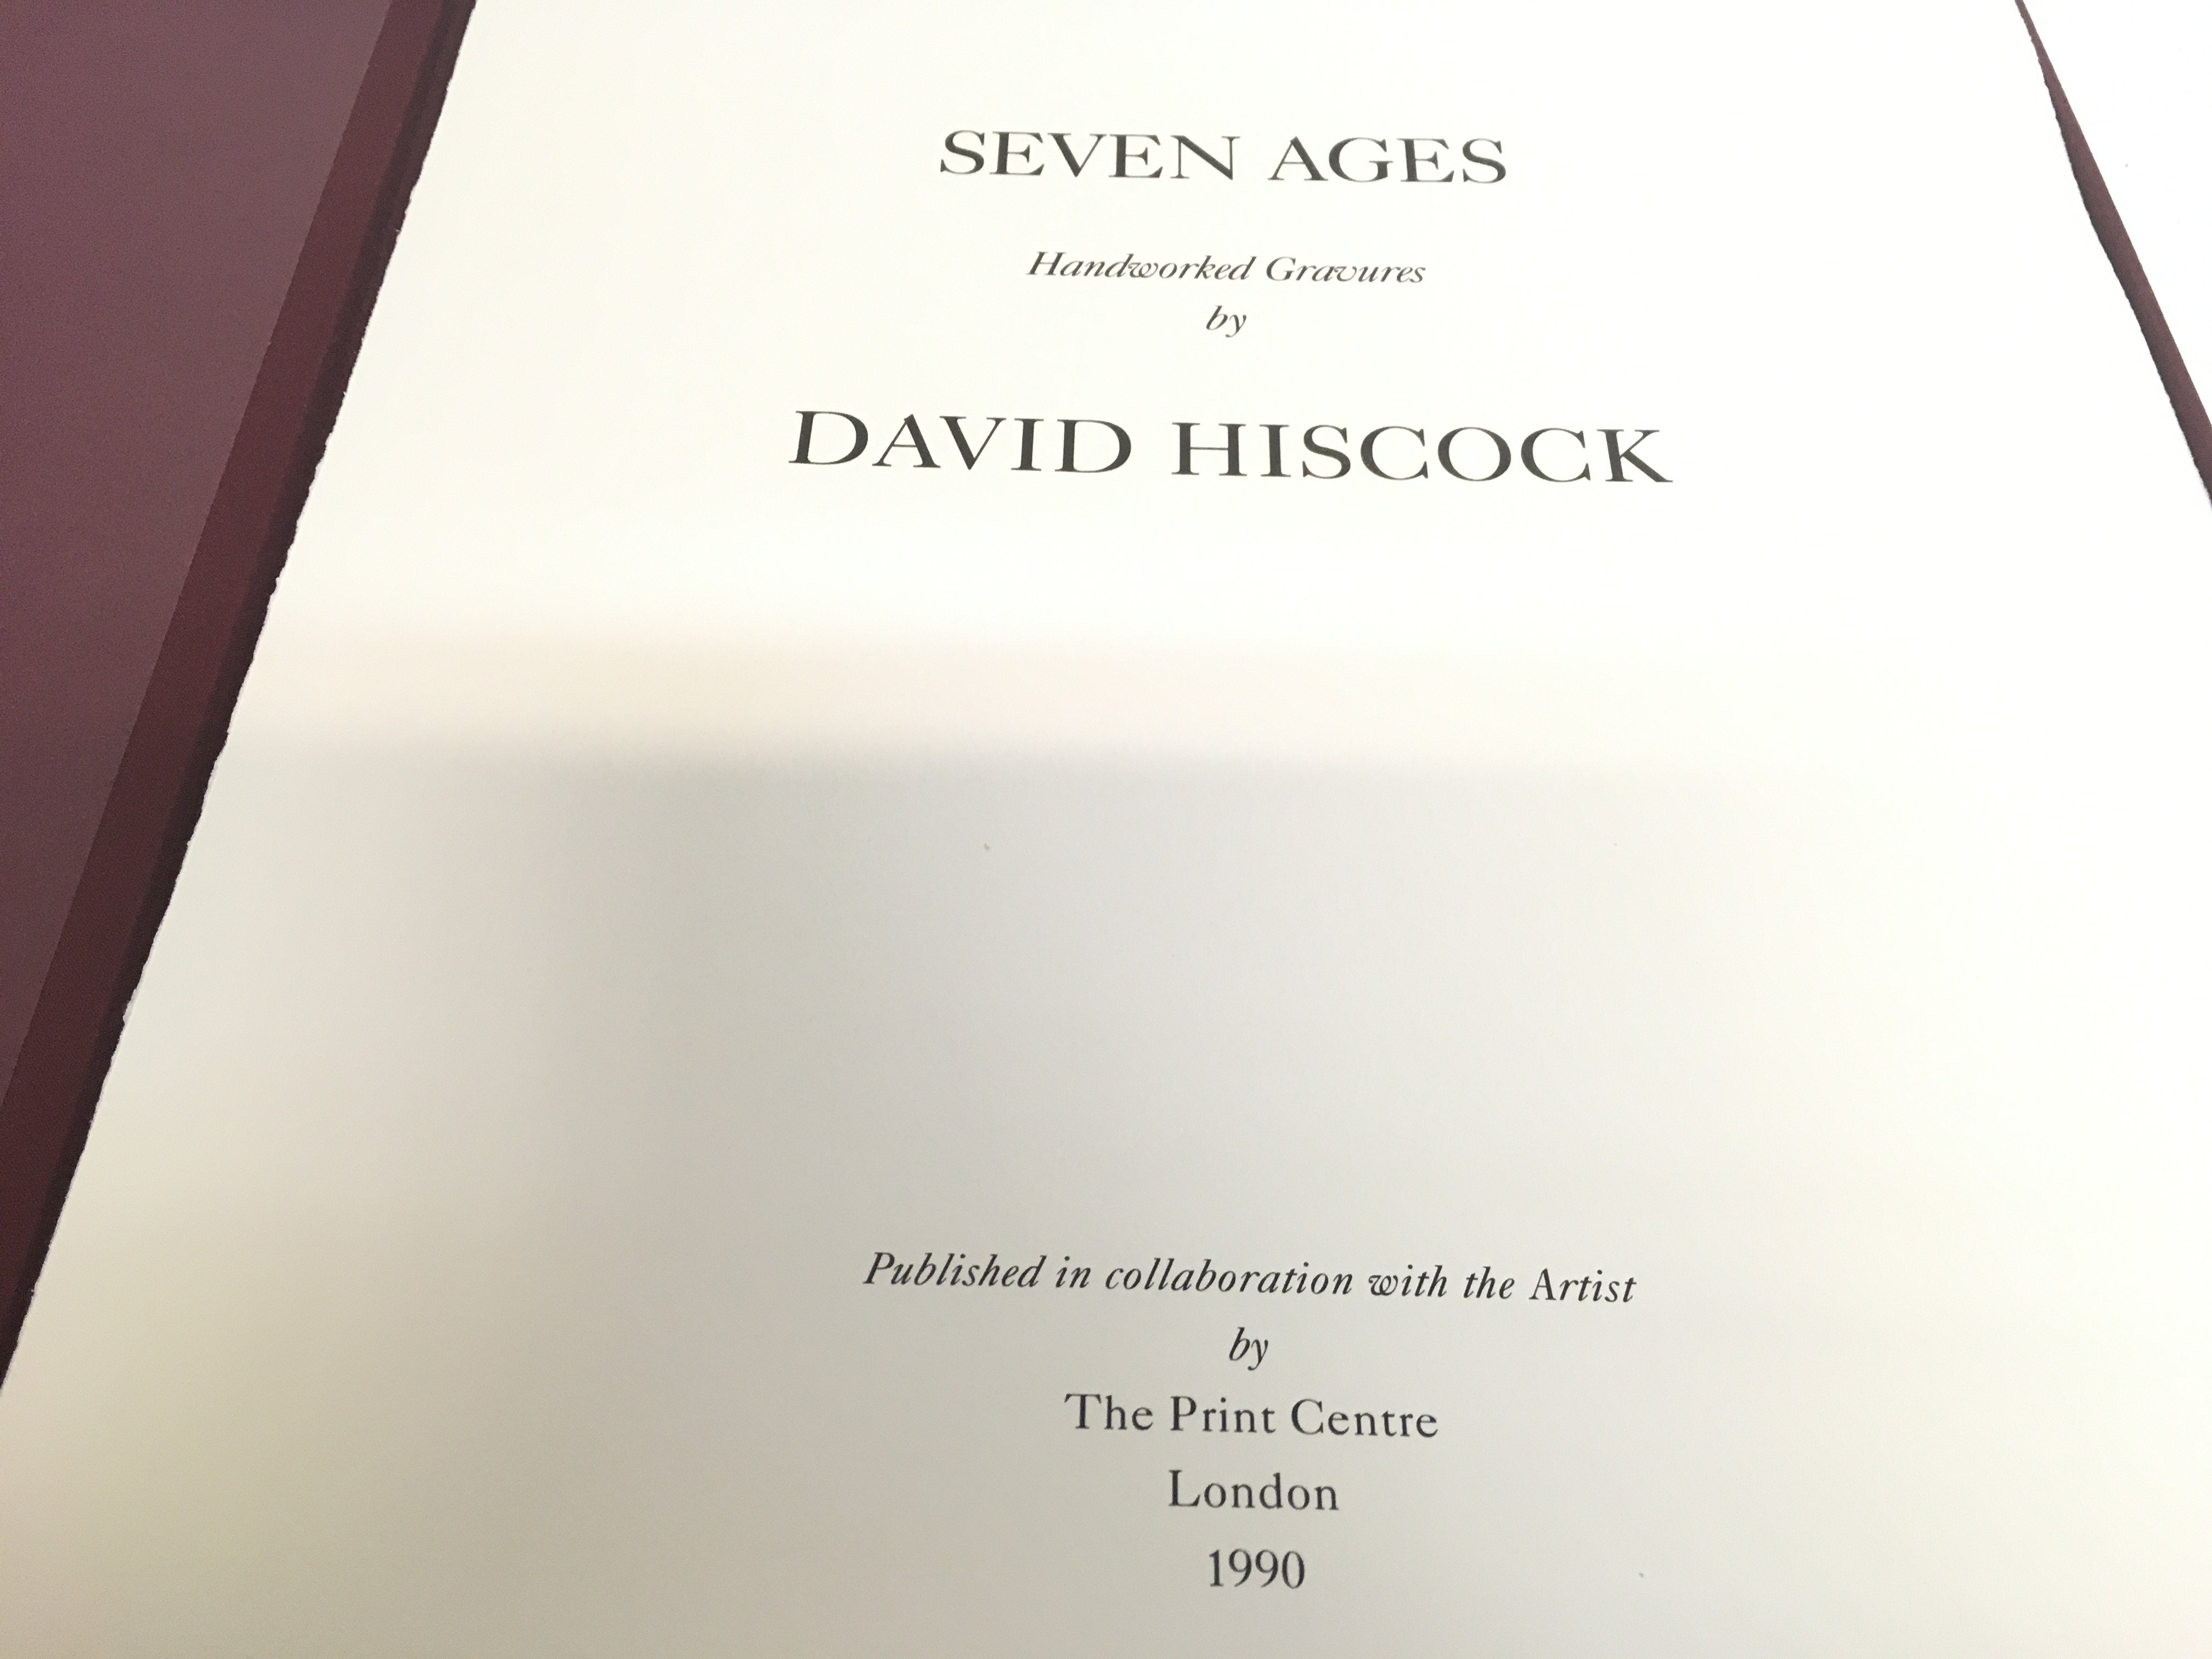 SEVEN AGES
Handworked Gravures
by
DAVID HISCOCK
Published in collaboration with the Artist
by
The Print Centre
London
1990